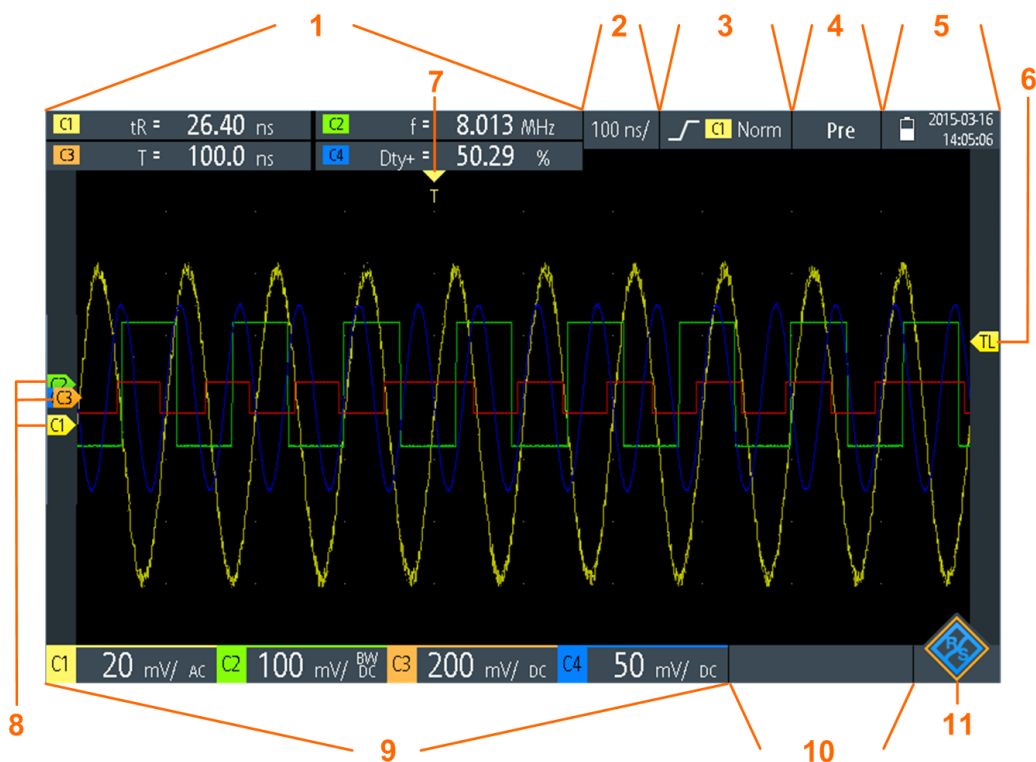 1 2 3 4 5
6
7
C1 tR = 26.40 ns C2 f = 8.013 MHz 100 ns/ C1 Norm Pre 2015-03-16
14:05:06
C3 T = 100.0 ns C4 Dty+ = 50.29 %
T
TL
C2
C3
C1
C1 20 mV/ AC C2 100 mV/ BW DC C3 200 mV/ DC C4 50 mV/ DC R S
8 9 10 11